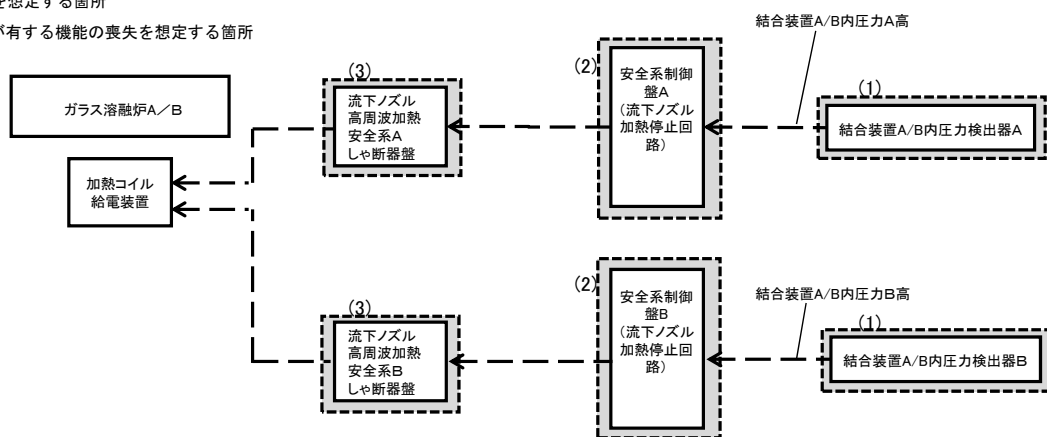 を想定する箇所
が有する機能の喪失を想定する箇所
結合装置A/B内圧力A高
ガラス溶融炉A／B
(3)
流下ノズル
高周波加熱
安全系A
しゃ断器盤
(2)
安全系制御
盤A
(流下ノズル
加熱停止回
路)
(1)
結合装置A/B内圧力検出器A
加熱コイル
給電装置
(3)
流下ノズル
高周波加熱
安全系B
しゃ断器盤
(2)
安全系制御
盤B
(流下ノズル
加熱停止回
路)
結合装置A/B内圧力B高
(1)
結合装置A/B内圧力検出器B